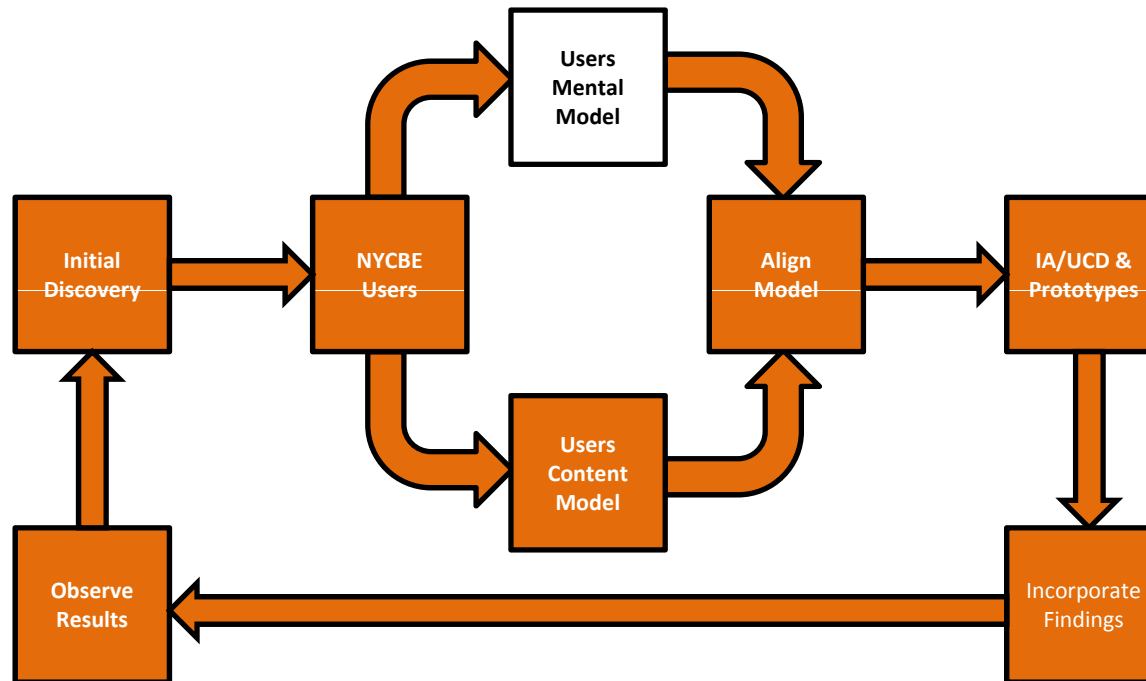 Users
Mental
Model
Initial
Discovery
NYCBE
Users
Align
Model
IA/UCD &
Prototypes
Users
Content
Model
Observe
Results
Incorporate
Findings